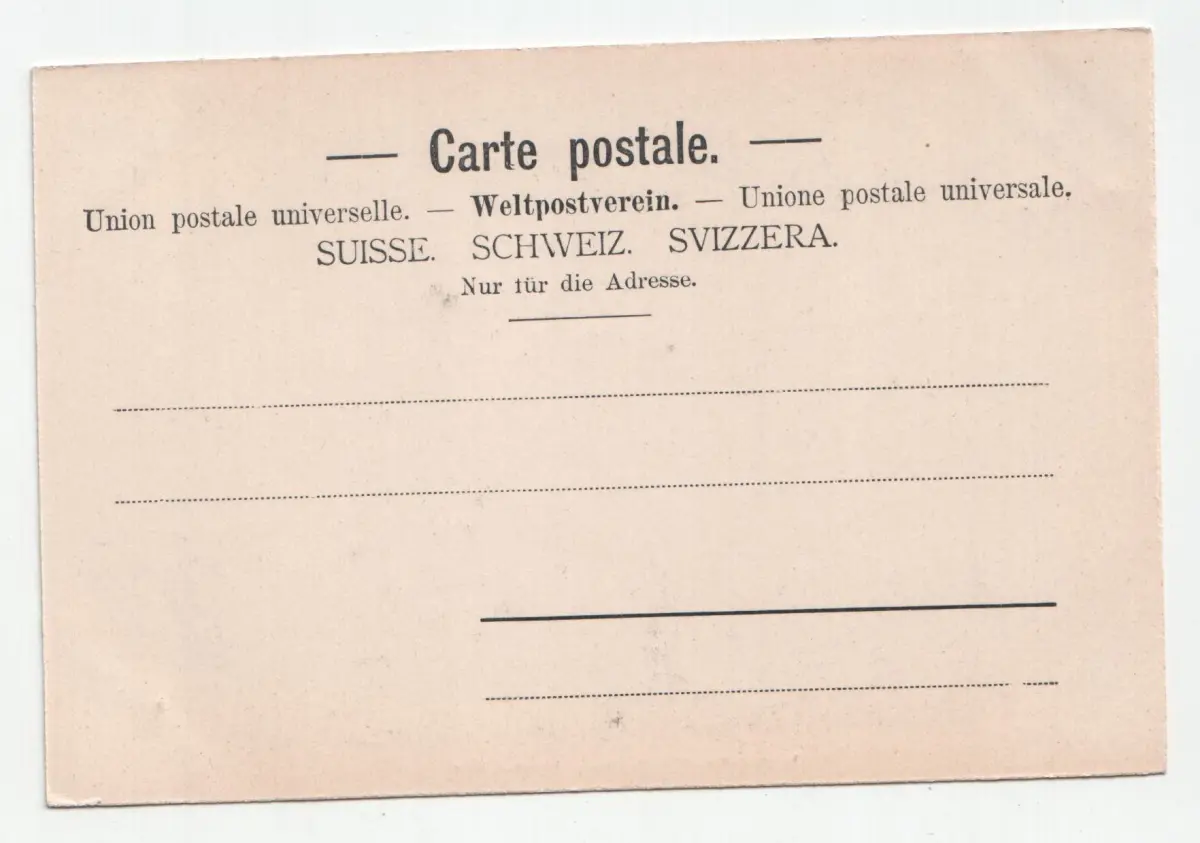 — Carte postale. —
Union postale universelle. — Weltpostverein. — Unione postale universale.
SUISSE. SCHWEIZ. SVIZZERA.
Nur für die Adresse.